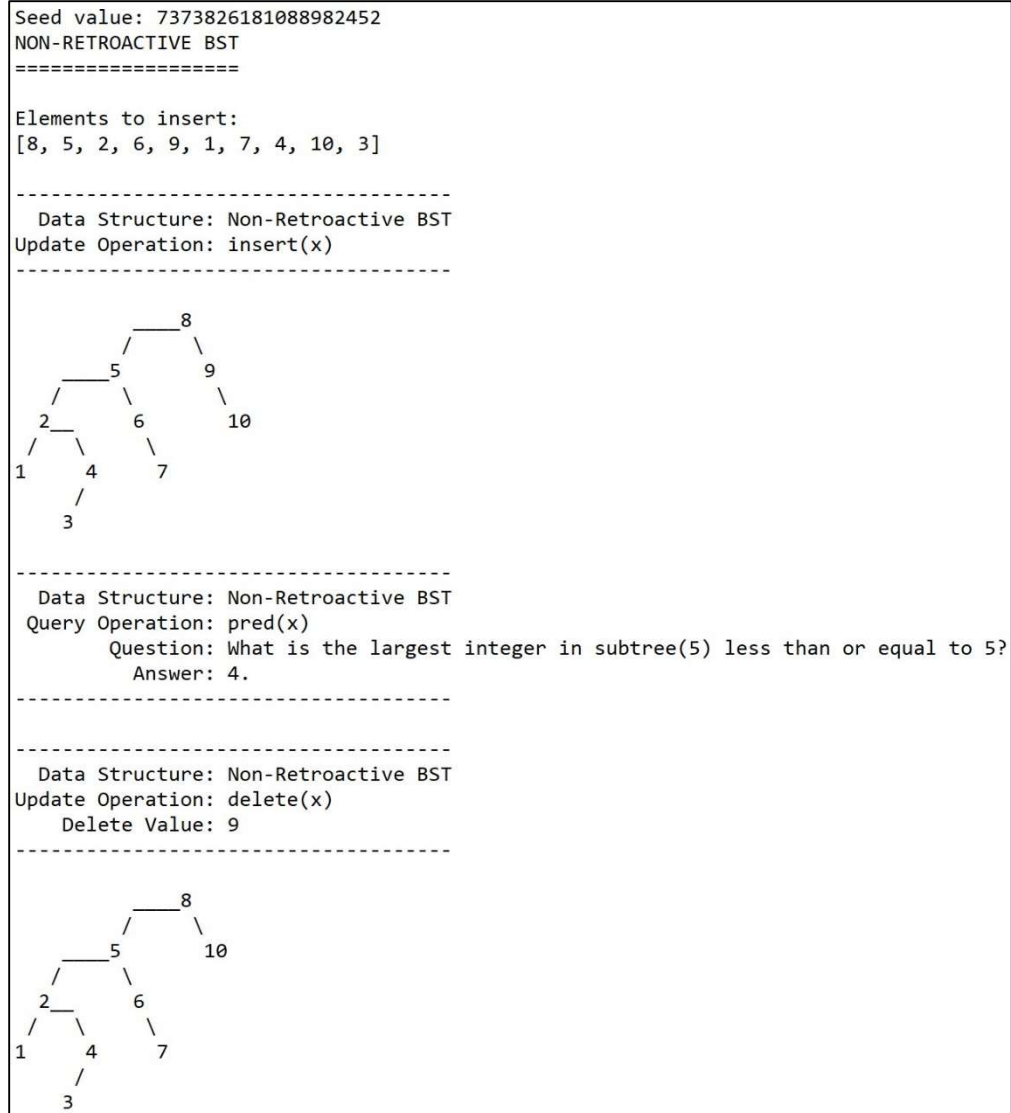 Seed value: 7373826181088982452
NON-RETROACTIVE BST
===================
Elements to insert:
[8, 5, 2, 6, 9, 1, 7, 4, 10, 3]
-------------------------------------
  Data Structure: Non-Retroactive BST
Update Operation: insert(x)
-------------------------------------
          ____8
         /     \
    ____5       9
   /     \       \
  2__     6       10
 /   \     \
1     4     7
     /
    3
-------------------------------------
  Data Structure: Non-Retroactive BST
 Query Operation: pred(x)
        Question: What is the largest integer in subtree(5) less than or equal to 5?
          Answer: 4.
-------------------------------------
-------------------------------------
  Data Structure: Non-Retroactive BST
Update Operation: delete(x)
    Delete Value: 9
-------------------------------------
          ____8
         /     \
    ____5       10
   /     \
  2__     6
 /   \     \
1     4     7
     /
    3